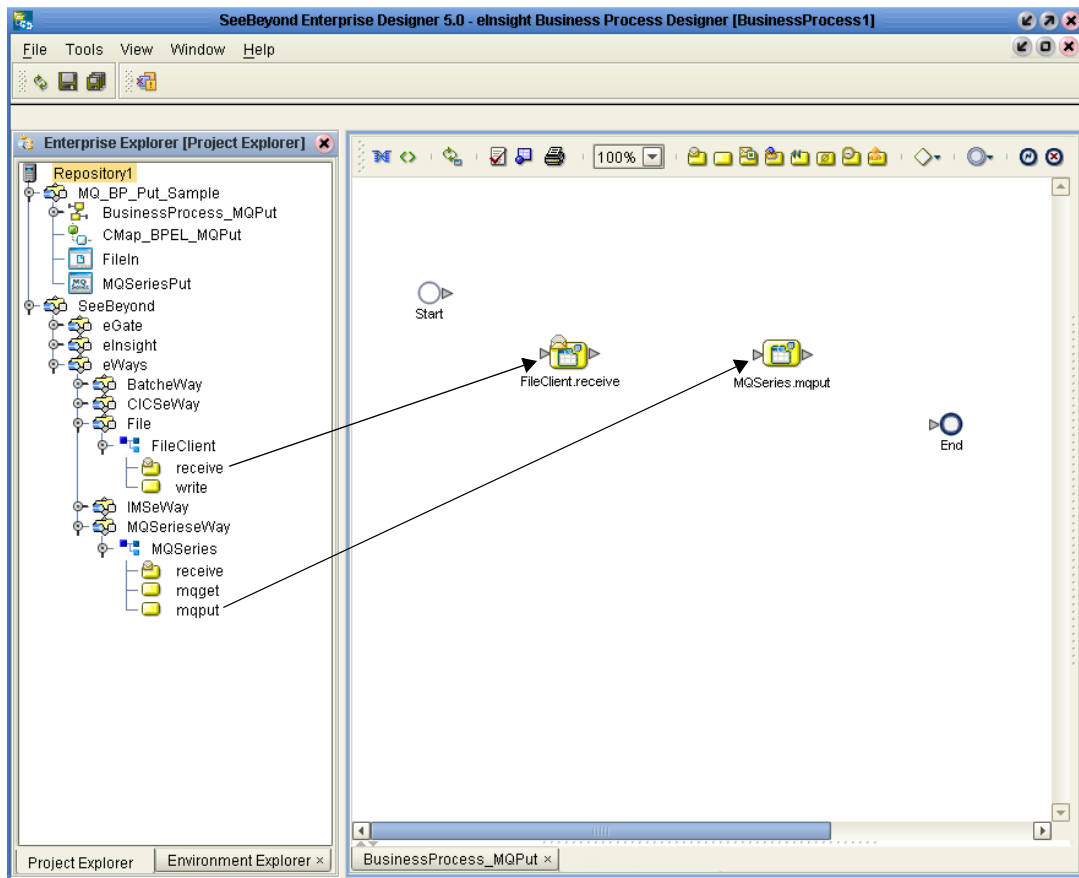 SeeBeyond Enterprise Designer 5.0 - eInsight Business Process Designer [BusinessProcess1]
File Tools View Window Help
Enterprise Explorer [Project Explorer]
Repository1
MQ_BP_Put_Sample
BusinessProcess_MQPut
CMap_BPEL_MQPut
FileIn
MQSeriesPut
SeeBeyond
eGate
eInsight
eWays
BatcheWay
CICSeWay
File
FileClient
receive
write
IMSeWay
MQSerieseWay
MQSeries
receive
mqget
mqput
Project Explorer
Environment Explorer ×
100%
Start
FileClient.receive
MQSeries.mqput
End
BusinessProcess_MQPut ×